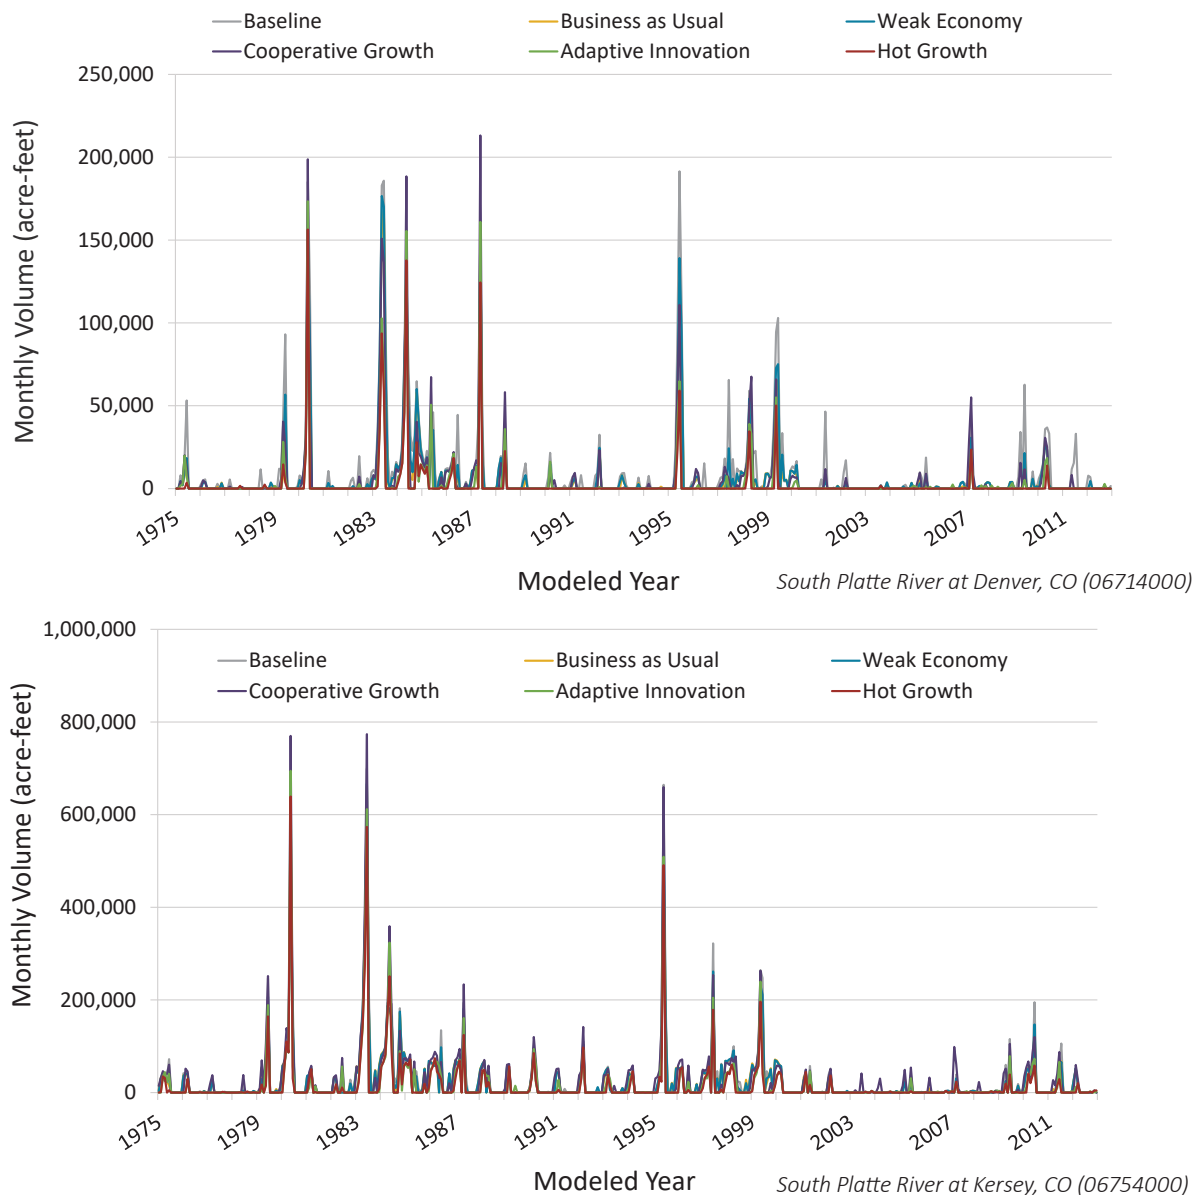 Baseline Business as Usual Weak Economy
Cooperative Growth Adaptive Innovation Hot Growth
Monthly Volume (acre-feet)
250,000
200,000
150,000
100,000
50,000
0
1975 1979 1983 1987 1991 1995 1999 2003 2007 2011
Modeled Year
South Platte River at Denver, CO (06714000)
Monthly Volume (acre-feet)
1,000,000
Baseline Business as Usual Weak Economy
Cooperative Growth Adaptive Innovation Hot Growth
800,000
600,000
400,000
200,000
0
1975 1979 1983 1987 1991 1995 1999 2003 2007 2011
Modeled Year
South Platte River at Kersey, CO (06754000)